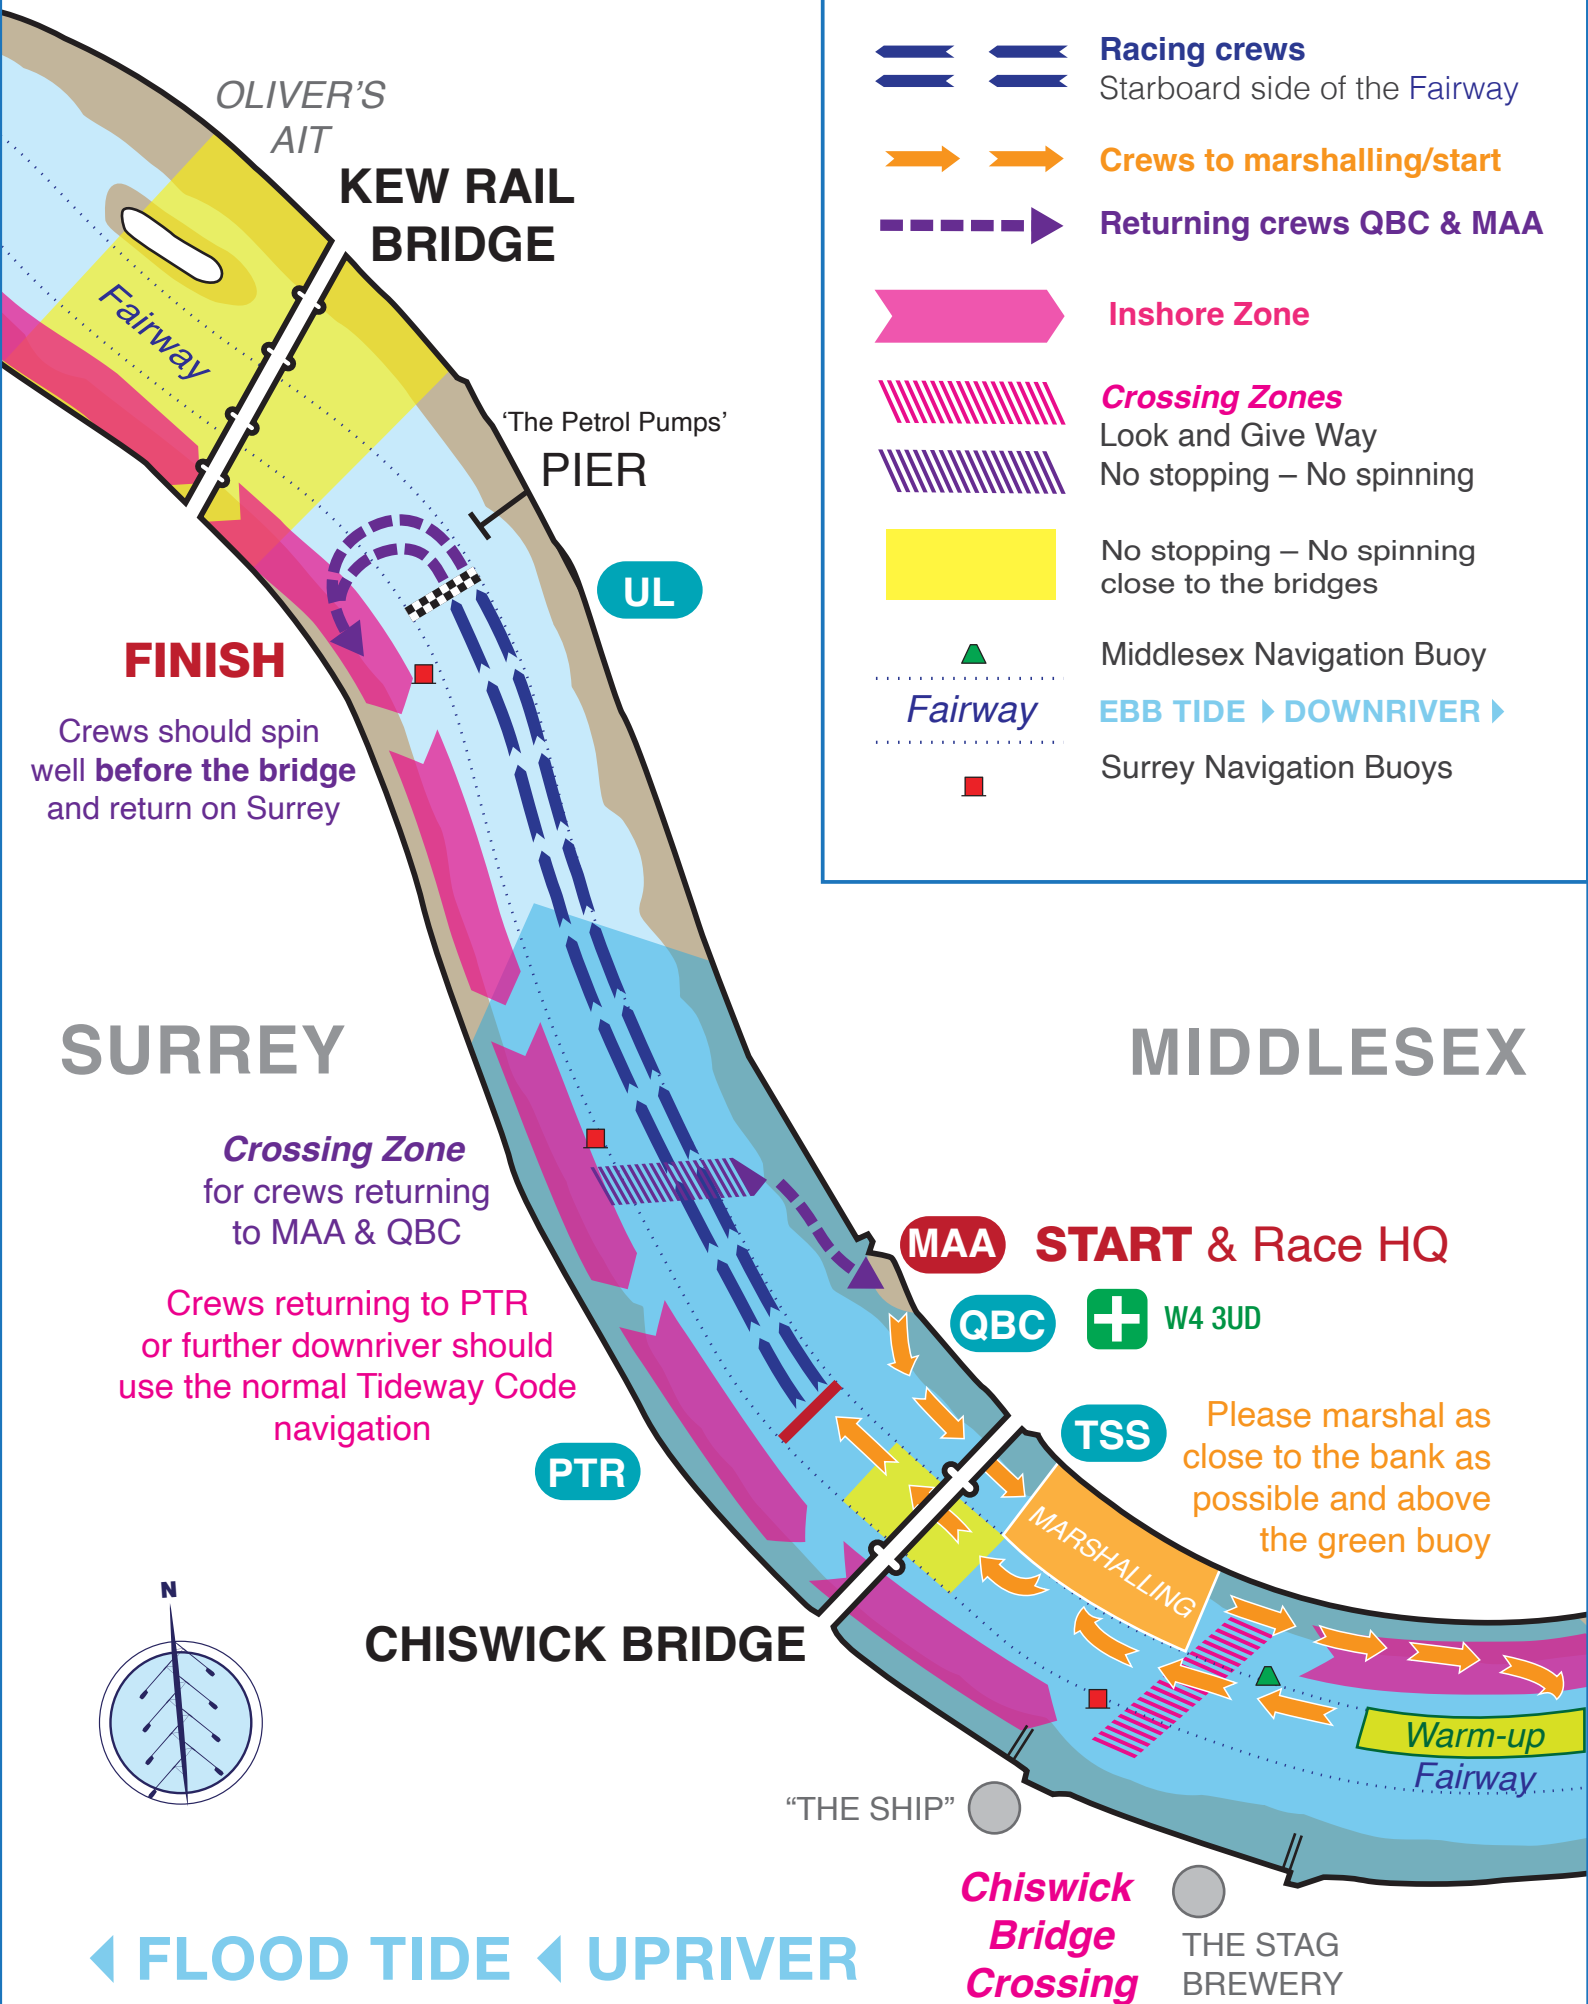 OLIVER'S
AIT
KEW RAIL
BRIDGE
Fairway
'The Petrol Pumps'
PIER
UL
FINISH
Crews should spin
well before the bridge
and return on Surrey
Racing crews
Starboard side of the Fairway
Crews to marshalling/start
Returning crews QBC & MAA
Inshore Zone
Crossing Zones
Look and Give Way
No stopping – No spinning
No stopping – No spinning
close to the bridges
Middlesex Navigation Buoy
Fairway
EBB TIDE DOWNRIVER
Surrey Navigation Buoys
SURREY
MIDDLESEX
Crossing Zone
for crews returning
to MAA & QBC
Crews returning to PTR
or further downriver should
use the normal Tideway Code
navigation
MAA
START & Race HQ
QBC
W4 3UD
PTR
TSS
Please marshal as
close to the bank as
possible and above
the green buoy
MARSHALLING
N
CHISWICK BRIDGE
Warm-up
Fairway
“THE SHIP”
Chiswick
Bridge
Crossing
THE STAG
BREWERY
FLOOD TIDE UPRIVER